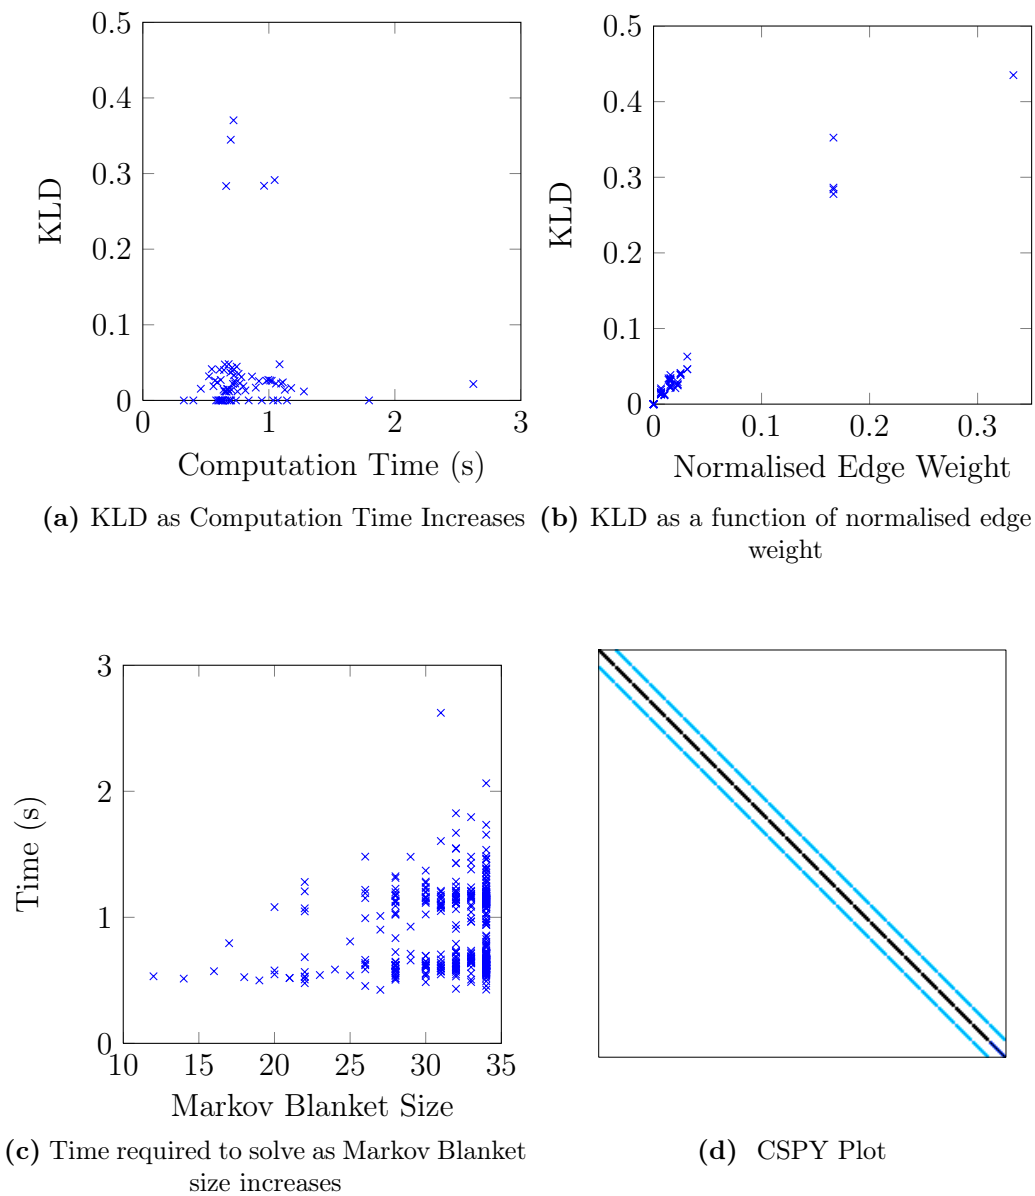 0.5
0.4
0.3
0.2
0.1
0
0
1
2
3
KLD
Computation Time (s)
(a) KLD as Computation Time Increases
0.5
0.4
0.3
0.2
0.1
0
0
0.1
0.2
0.3
KLD
Normalised Edge Weight
(b) KLD as a function of normalised edge
weight
3
2
1
0
10
15
20
25
30
35
Time (s)
Markov Blanket Size
(c) Time required to solve as Markov Blanket
size increases
(d) CSPY Plot